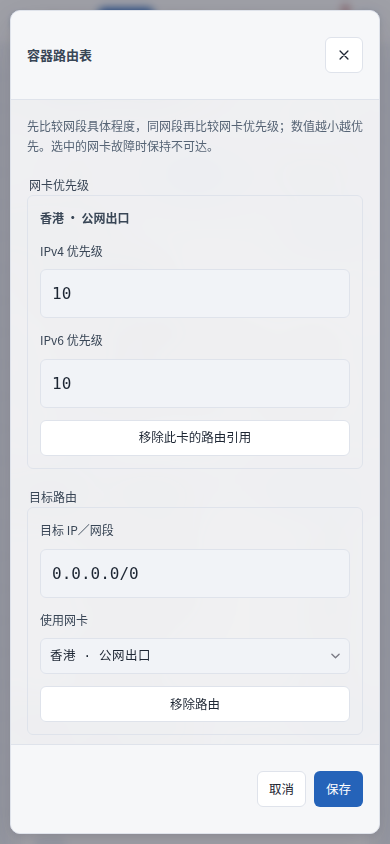 容器路由表
先比较网段具体程度，同网段再比较网卡优先级；数值越小越优
先。选中的网卡故障时保持不可达。
网卡优先级
香港 · 公网出口
IPv4 优先级
10
IPv6 优先级
10
移除此卡的路由引用
目标路由
目标 IP／网段
0.0.0.0/0
使用网卡
香港 · 公网出口
移除路由
取消
保存